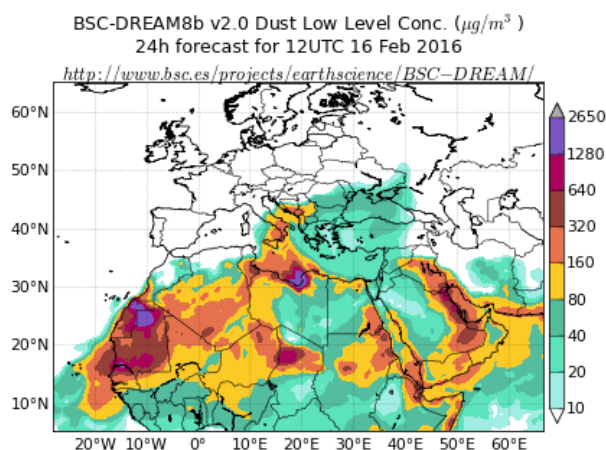 BSC-DREAM8b v2.0 Dust Low Level Conc. (μg/m³ )
24h forecast for 12UTC 16 Feb 2016
http://www.bsc.es/projects/earthscience/BSC−DREAM/
60°N
50°N
40°N
30°N
20°N
10°N
20°W 10°W 0° 10°E 20°E 30°E 40°E 50°E 60°E
2650
1280
640
320
160
80
40
20
10